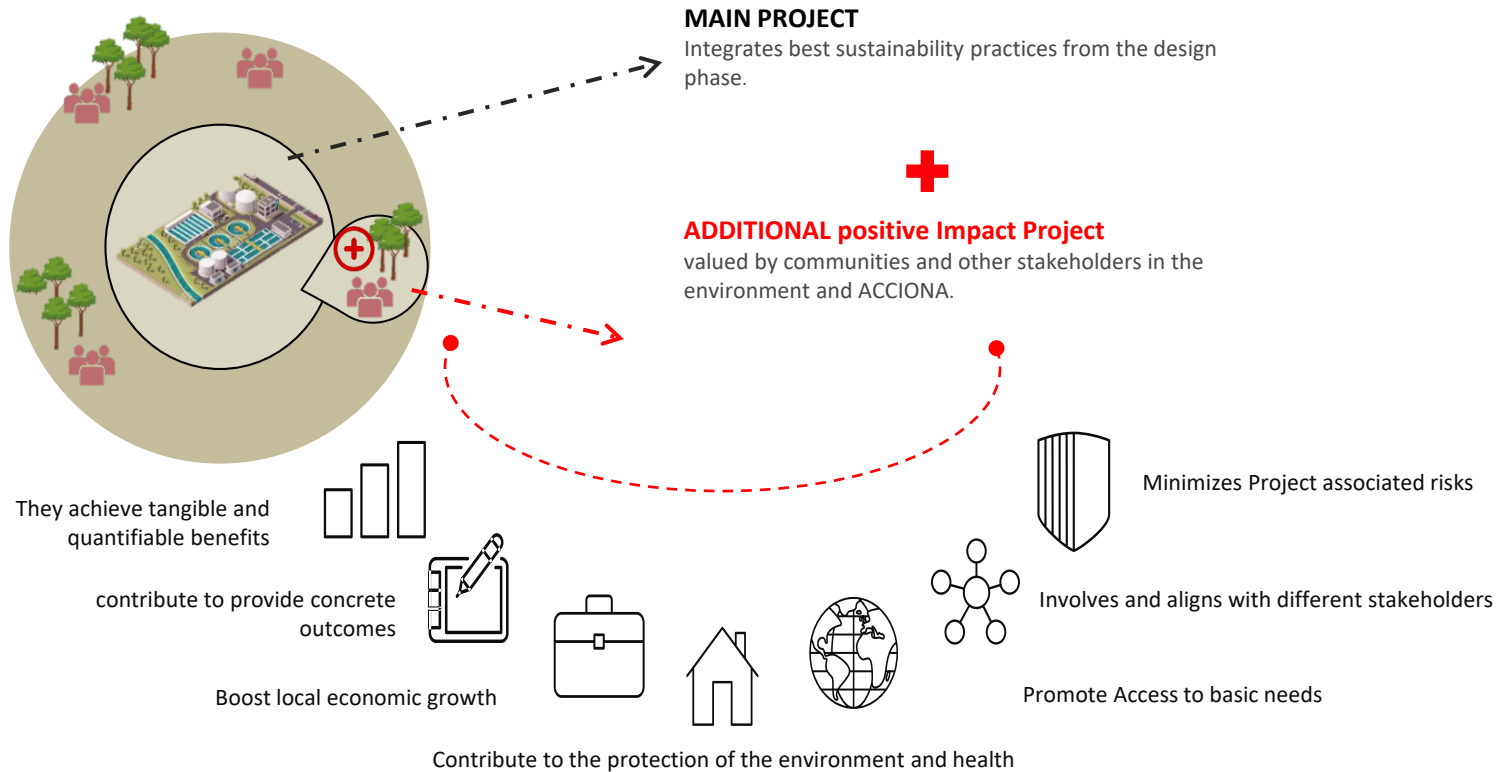 MAIN PROJECT
Integrates best sustainability practices from the design
phase.
ADDITIONAL positive Impact Project
valued by communities and other stakeholders in the
environment and ACCIONA.
They achieve tangible and
quantifiable benefits
contribute to provide concrete
outcomes
Boost local economic growth
Contribute to the protection of the environment and health
Promote Access to basic needs
Involves and aligns with different stakeholders
Minimizes Project associated risks